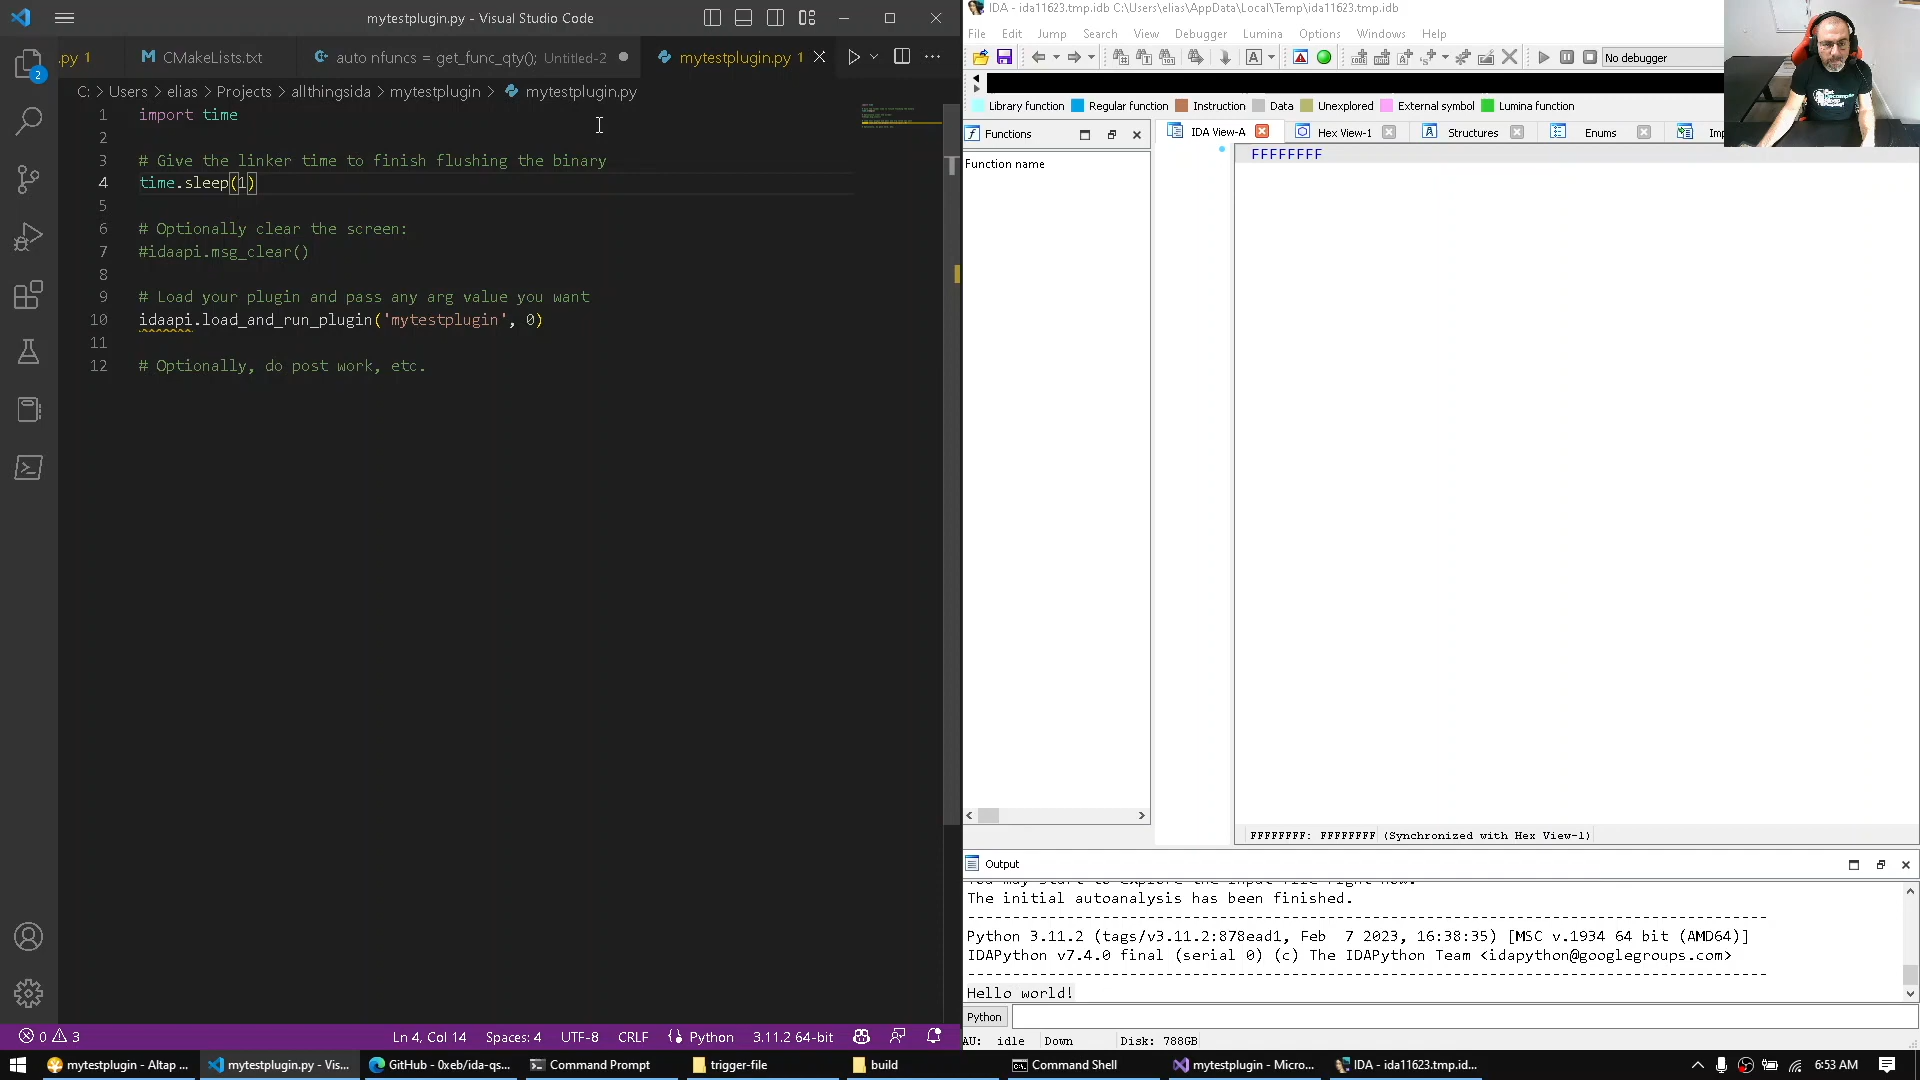 mytestplugin.py - Visual Studio Code
.py 1
CMakeLists.txt
auto nfuncs = get_func_qty(); Untitled-2
mytestplugin.py 1
C: > Users > elias > Projects > allthingsida > mytestplugin > mytestplugin.py
1 import time
2
3 # Give the linker time to finish flushing the binary
4 time.sleep(1)
5
6 # Optionally clear the screen:
7 #idaapi.msg_clear()
8
9 # Load your plugin and pass any arg value you want
10 idaapi.load_and_run_plugin('mytestplugin', 0)
11
12 # Optionally, do post work, etc.
2
0 3
Ln 4, Col 14 Spaces: 4 UTF-8 CRLF Python 3.11.2 64-bit
IDA - ida11623.tmp.idb C:\Users\elias\AppData\Local\Temp\ida11623.tmp.idb
File Edit Jump Search View Debugger Lumina Options Windows Help
No debugger
Library function Regular function Instruction Data Unexplored External symbol Lumina function
Functions
Function name
IDA View-A Hex View-1 Structures Enums
FFFFFFFF
FFFFFFFF: FFFFFFFF (Synchronized with Hex View-1)
Output
The initial autoanalysis has been finished.
Python 3.11.2 (tags/v3.11.2:878ead1, Feb 7 2023, 16:38:35) [MSC v.1934 64 bit (AMD64)]
IDAPython v7.4.0 final (serial 0) (c) The IDAPython Team <idapython@googlegroups.com>
Hello world!
Python
AU: idle Down Disk: 788GB
mytestplugin - Altap ...
mytestplugin.py - Vis...
GitHub - 0xeb/ida-qs...
Command Prompt
trigger-file
build
Command Shell
mytestplugin - Micro...
IDA - ida11623.tmp.id...
6:53 AM